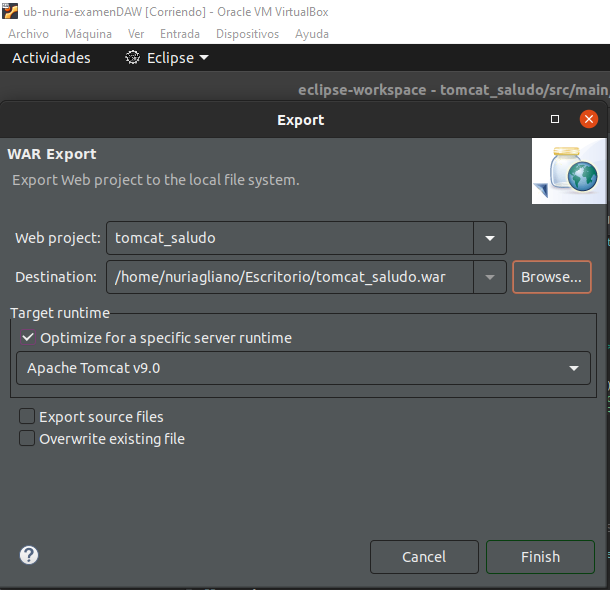 ub-nuria-examenDAW [Corriendo] - Oracle VM VirtualBox
Archivo Máquina Ver Entrada Dispositivos Ayuda
Actividades Eclipse
eclipse-workspace - tomcat_saludo/src/main
Export
WAR Export
Export Web project to the local file system.
Web project: tomcat_saludo
Destination: /home/nuriagliano/Escritorio/tomcat_saludo.war Browse...
Target runtime
Optimize for a specific server runtime
Apache Tomcat v9.0
Export source files
Overwrite existing file
? Cancel Finish